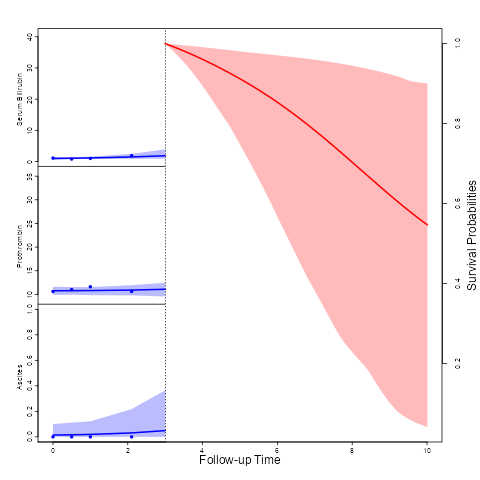 Serum Bilirubin
0 10 20 30 40
Prothrombin
10 15 20 25 30 35
Ascites
0.0 0.2 0.4 0.6 0.8 1.0
0 2 4 6 8 10
Follow-up Time
0.2 0.4 0.6 0.8 1.0
Survival Probabilities